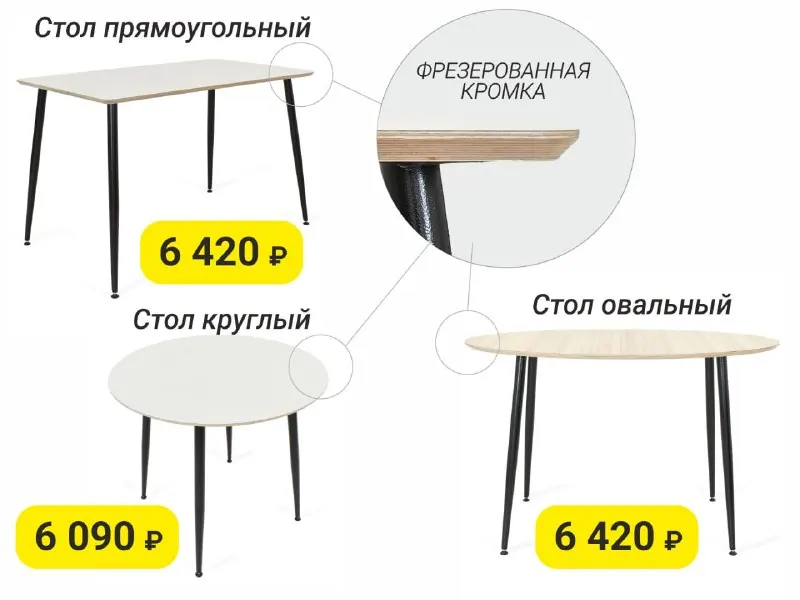 Стол прямоугольный
ФРЕЗЕРОВАННАЯ
КРОМКА
6 420 ₽
Стол круглый
Стол овальный
6 090 ₽
6 420 ₽